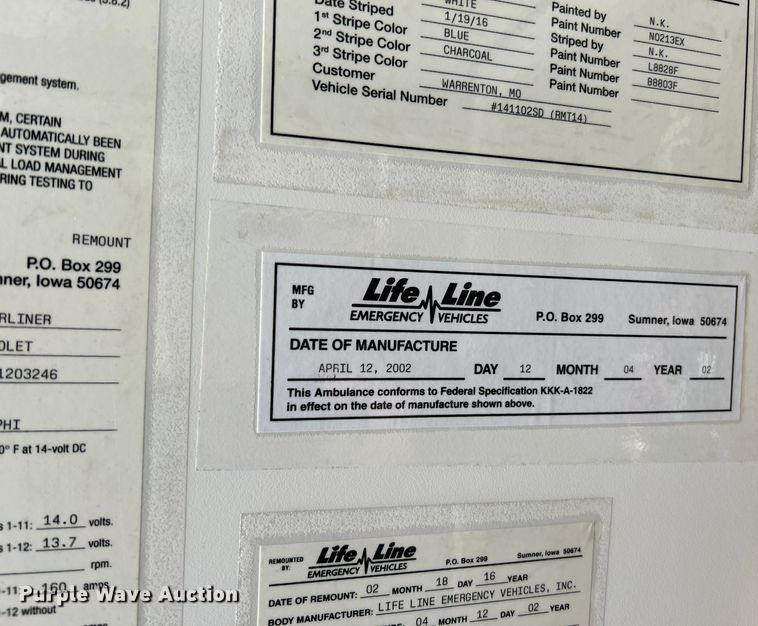 (5.8.2)
gement system.
M, CERTAIN
AUTOMATICALLY BEEN
NT SYSTEM DURING
L LOAD MANAGEMENT
RING TESTING TO
REMOUNT
P.O. Box 299
ner, Iowa 50674
RLINER
OLET
1203246
PHI
0° F at 14-volt DC
s 1-11: 14.0 volts.
s 1-12: 13.7 volts.
rpm.
-11: 160 amps
-12 without
Date Striped WHITE
1st Stripe Color 1/19/16
2nd Stripe Color BLUE
3rd Stripe Color CHARCOAL
Customer WARRENTON, MO
Vehicle Serial Number #141102SD (RMT14)
Painted by N.K.
Paint Number N0213EX
Striped by N.K.
Paint Number L8828F
Paint Number B8803F
Paint Number
MFG BY Life Line EMERGENCY VEHICLES P.O. Box 299 Sumner, Iowa 50674
DATE OF MANUFACTURE
APRIL 12, 2002 DAY 12 MONTH 04 YEAR 02
This Ambulance conforms to Federal Specification KKK-A-1822
in effect on the date of manufacture shown above.
REMOUNTED BY: Life Line EMERGENCY VEHICLES P.O. Box 299 Sumner, Iowa 50674
DATE OF REMOUNT: 02 MONTH 18 DAY 16 YEAR
BODY MANUFACTURER: LIFE LINE EMERGENCY VEHICLES, INC.
04 MONTH 12 DAY 02 YEAR
Purple Wave Auction